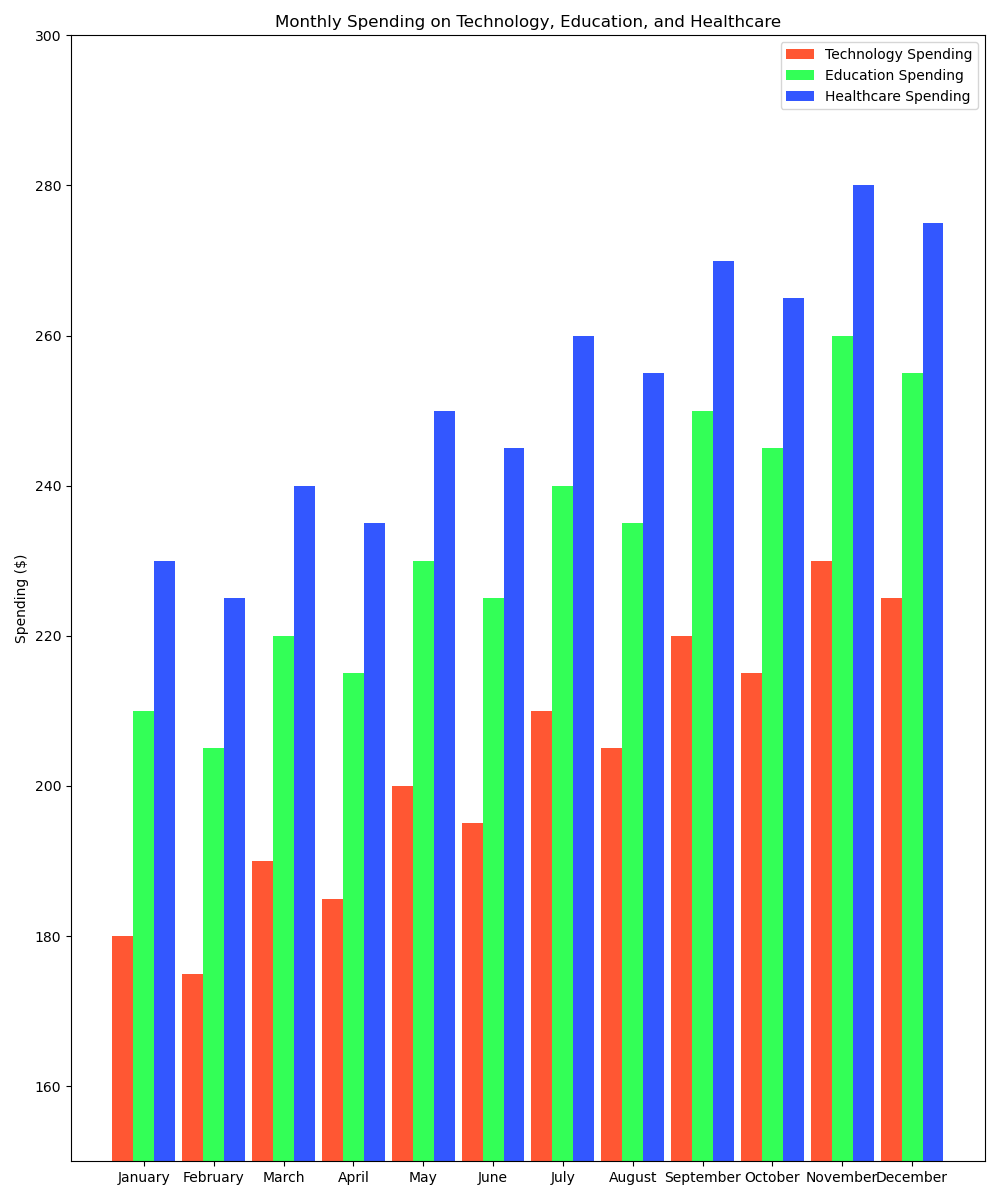 Monthly Spending on Technology, Education, and Healthcare
Technology Spending
Education Spending
Healthcare Spending
Spending ($)
300
280
260
240
220
200
180
160
January February March April May June July August September October November December